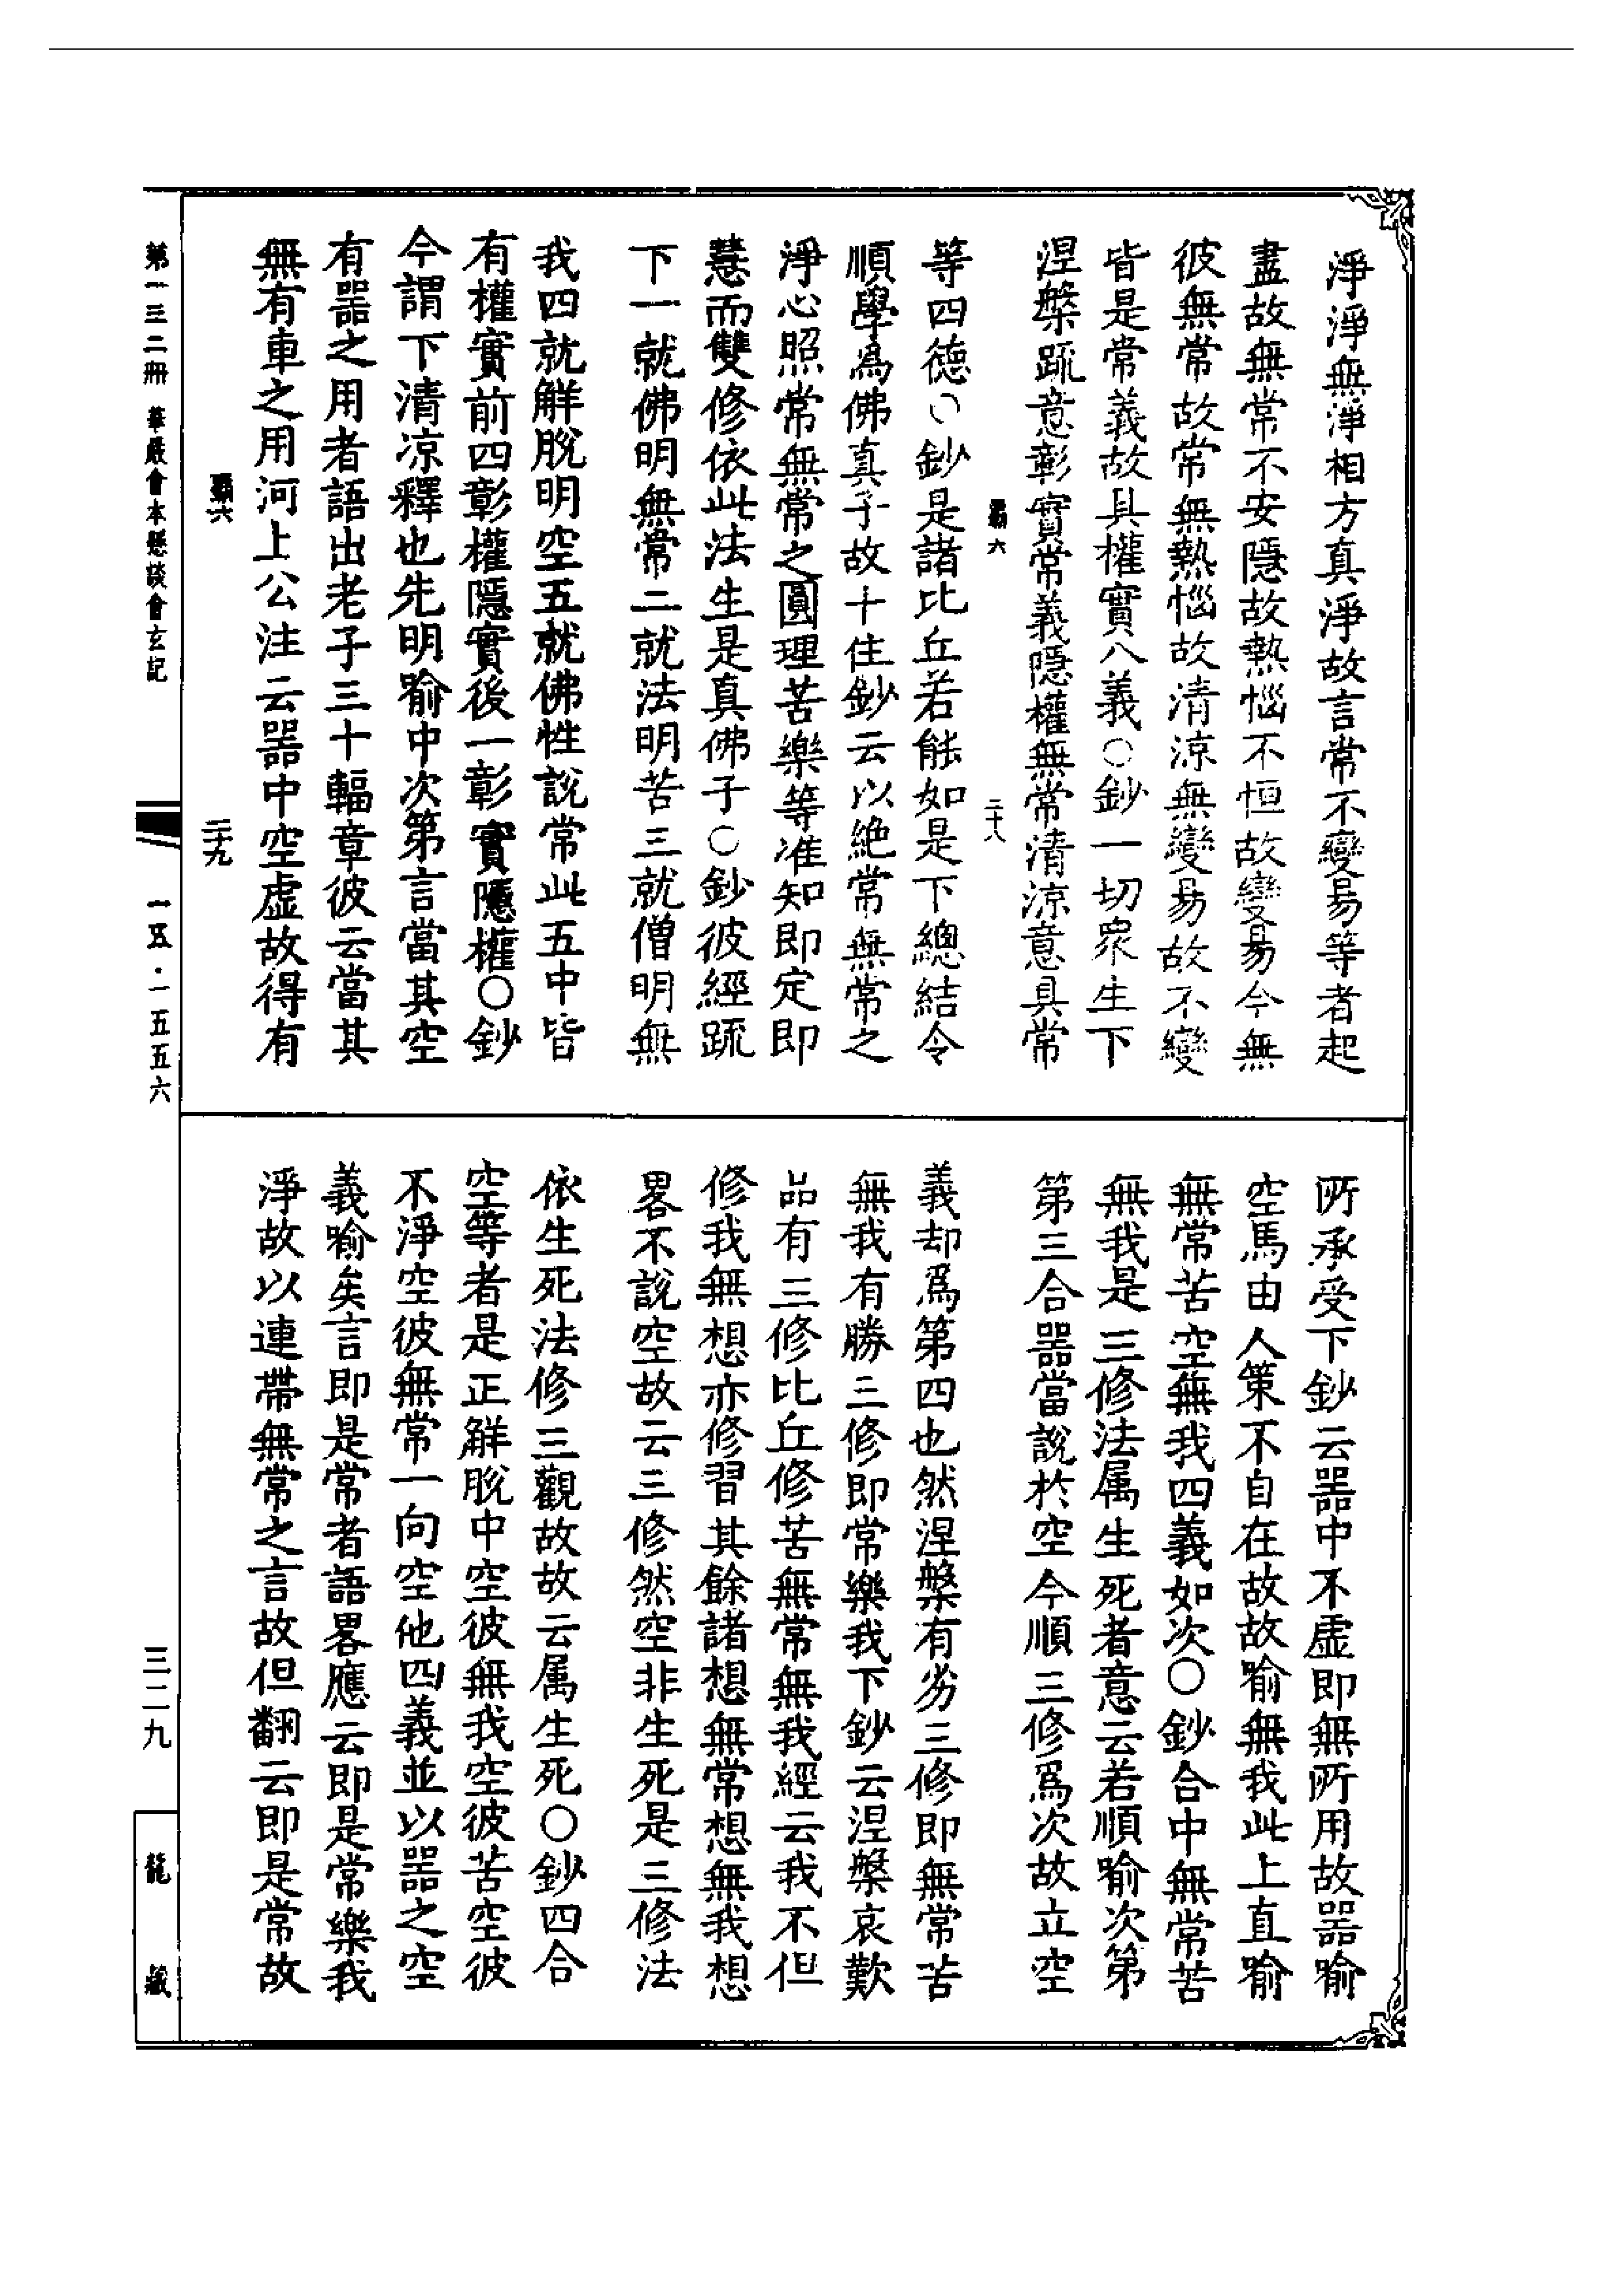 淨淨無淨相方真淨故言常不變易等者起
盡故無常不安隱故熱惱不恒故變易今無
彼無常故常無熱惱故清涼無變易故不變
皆是常義故具權實八義○鈔一切眾生下
涅槃疏意彰實常義隱權無常清涼意具常
六
二十八
等四德○鈔是諸比丘若能如是下總結令
順學爲佛真子故十住鈔云以絶常無常之
淨心照常無常之圓理苦樂等准知即定即
慧而雙修依此法生是真佛子○鈔彼經䟽
下一就佛明無常二就法明苦三就僧明無
我四就解脫明空五就佛性說常此五中皆
有權實前四彰權隱實後一彰實隱權○鈔
今謂下清涼釋也先明喻中次第言當其空
有器之用者語出老子三十輻章彼云當其
無有車之用河上公注云器中空虛故得有
六
二十九
所承受下鈔云器中不虛即無所用故器喻
空馬由人策不自在故故喻無我此上直喻
無常苦空無我四義如次○鈔合中無常苦
無我是三修法属生死者意云若順喻次第
第三合器當說於空今順三修爲次故立空
義却爲第四也然涅槃有劣三修即無常苦
無我有勝三修即常樂我下鈔云涅槃哀歎
品有三修比丘修苦無常無我經云我不但
修我無想亦修習其餘諸想無常想無我想
畧不說空故云三修然空非生死是三修法
依生死法修三觀故故云属生死○鈔四合
空等者是正解脫中空彼無我空彼苦空彼
不淨空彼無常一向空他四義並以器之空
義喻矣言即是常者語畧應云即是常樂我
淨故以連帶無常之言故但翻云即是常故
第一三二冊 華嚴會本懸談會玄記
一五·一五五六
三二九
龍藏